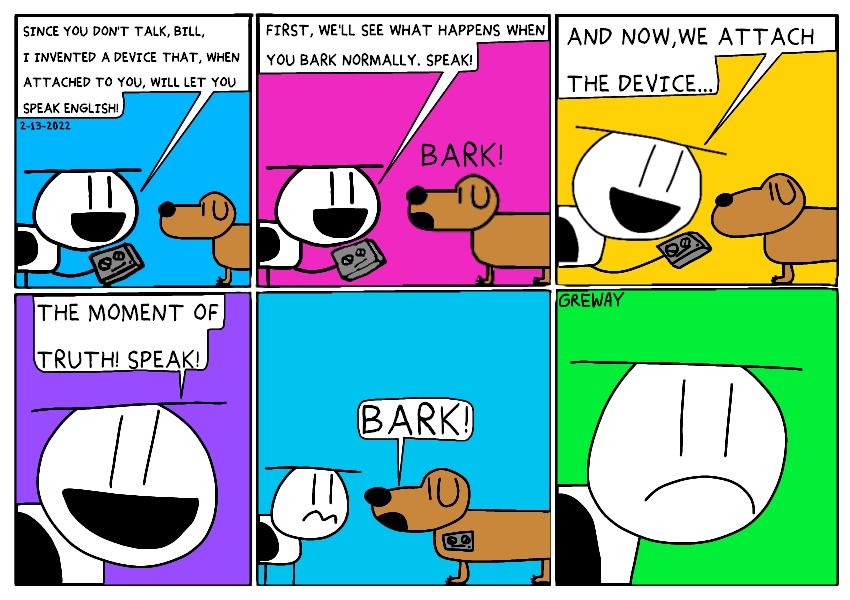 SINCE YOU DON'T TALK, BILL,
I INVENTED A DEVICE THAT, WHEN
ATTACHED TO YOU, WILL LET YOU
SPEAK ENGLISH!
2-13-2022
FIRST, WE'LL SEE WHAT HAPPENS WHEN
YOU BARK NORMALLY. SPEAK!
BARK!
AND NOW, WE ATTACH
THE DEVICE...
THE MOMENT OF
TRUTH! SPEAK!
BARK!
GREWAY